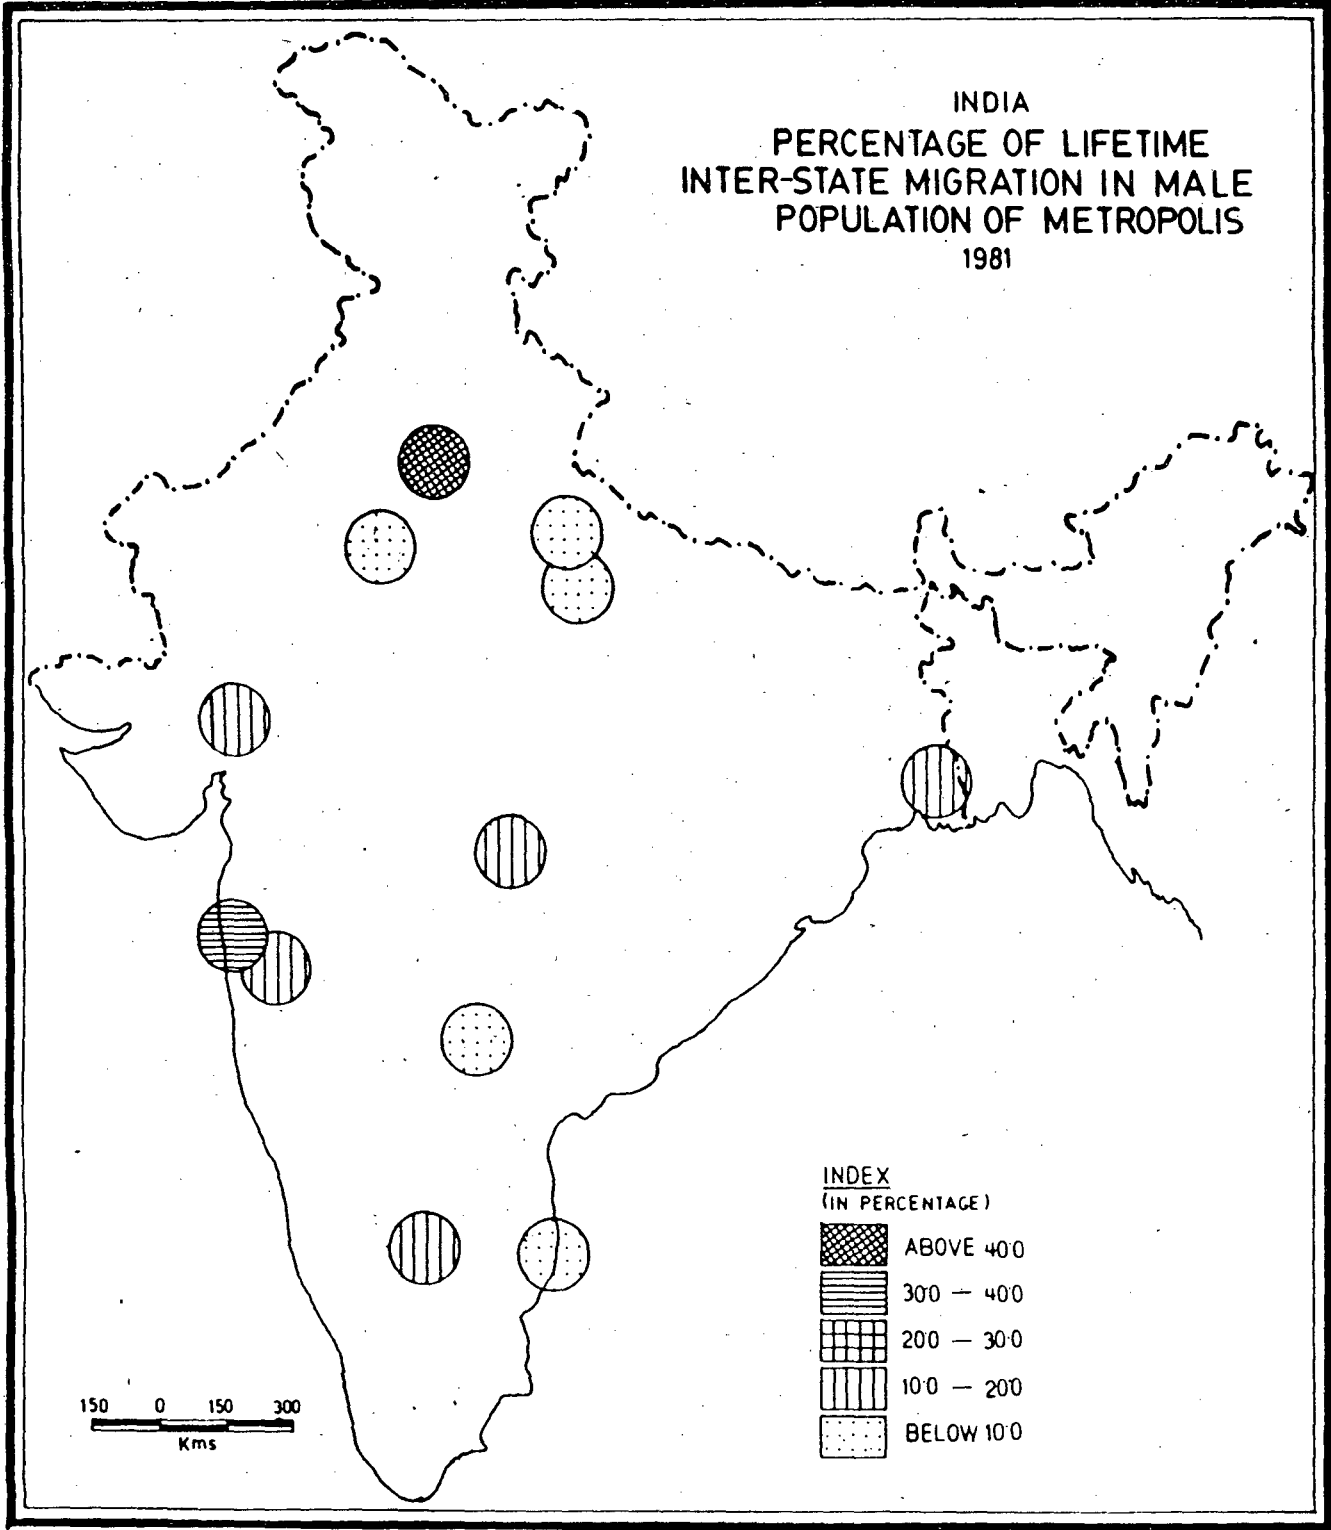 INDIA
PERCENTAGE OF LIFETIME
INTER-STATE MIGRATION IN MALE
POPULATION OF METROPOLIS
1981
INDEX
(IN PERCENTAGE)
ABOVE 40·0
30·0 — 40·0
20·0 — 30·0
10·0 — 20·0
BELOW 10·0
150 0 150 300
Kms